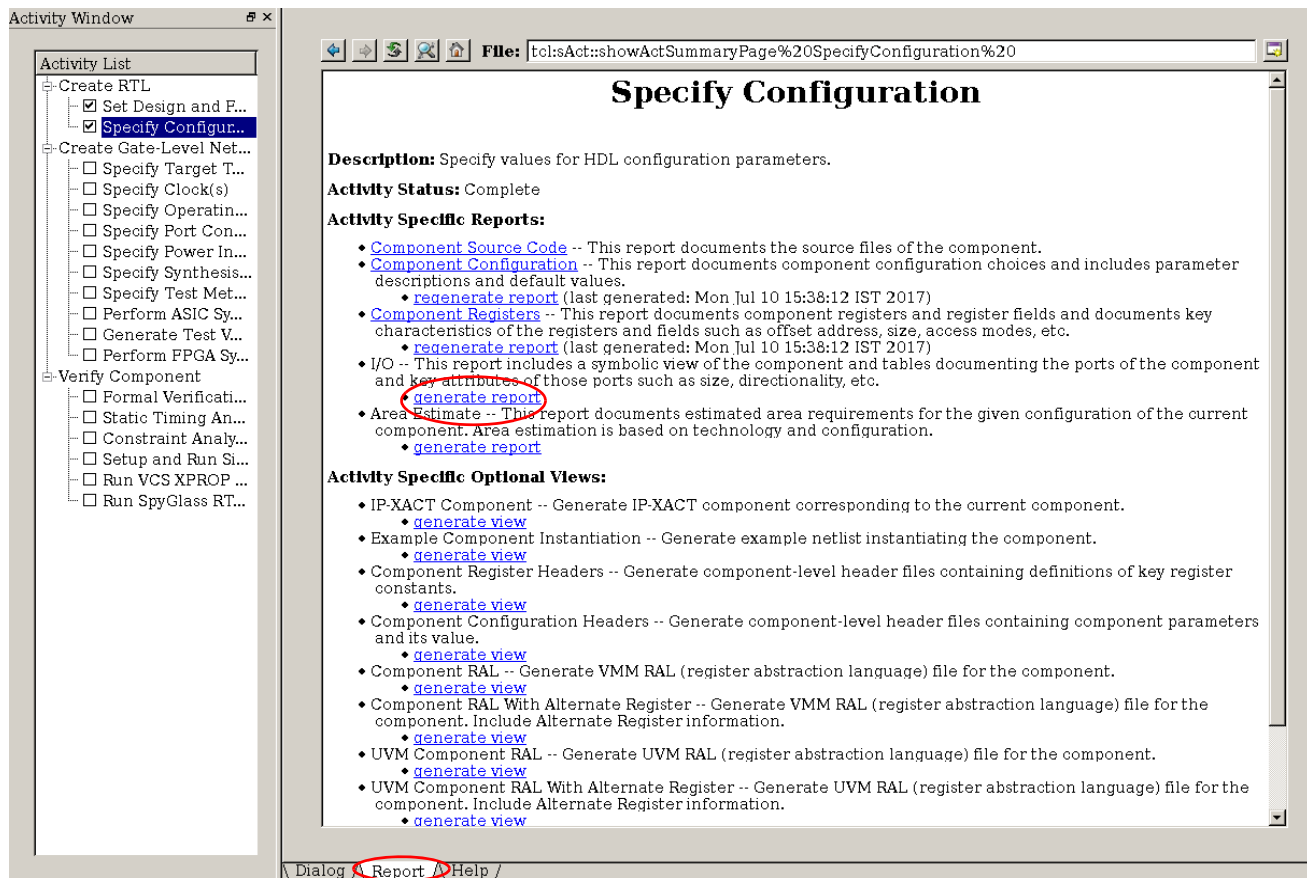 Activity Window
Activity List
Create RTL
Set Design and F...
Specify Configur...
Create Gate-Level Net...
Specify Target T...
Specify Clock(s)
Specify Operatin...
Specify Port Con...
Specify Power In...
Specify Synthesis...
Specify Test Met...
Perform ASIC Sy...
Generate Test V...
Perform FPGA Sy...
Verify Component
Formal Verificati...
Static Timing An...
Constraint Analy...
Setup and Run Si...
Run VCS XPROP ...
Run SpyGlass RT...
File: tcl:sAct::showActSummaryPage%20SpecifyConfiguration%20
Specify Configuration
Description: Specify values for HDL configuration parameters.
Activity Status: Complete
Activity Specific Reports:
Component Source Code -- This report documents the source files of the component.
Component Configuration -- This report documents component configuration choices and includes parameter
descriptions and default values.
regenerate report (last generated: Mon Jul 10 15:38:12 IST 2017)
Component Registers -- This report documents component registers and register fields and documents key
characteristics of the registers and fields such as offset address, size, access modes, etc.
regenerate report (last generated: Mon Jul 10 15:38:12 IST 2017)
I/O -- This report includes a symbolic view of the component and tables documenting the ports of the component
and key attributes of those ports such as size, directionality, etc.
generate report
Area Estimate -- This report documents estimated area requirements for the given configuration of the current
component. Area estimation is based on technology and configuration.
generate report
Activity Specific Optional Views:
IP-XACT Component -- Generate IP-XACT component corresponding to the current component.
generate view
Example Component Instantiation -- Generate example netlist instantiating the component.
generate view
Component Register Headers -- Generate component-level header files containing definitions of key register
constants.
generate view
Component Configuration Headers -- Generate component-level header files containing component parameters
and its value.
generate view
Component RAL -- Generate VMM RAL (register abstraction language) file for the component.
generate view
Component RAL With Alternate Register -- Generate VMM RAL (register abstraction language) file for the
component. Include Alternate Register information.
generate view
UVM Component RAL -- Generate UVM RAL (register abstraction language) file for the component.
generate view
UVM Component RAL With Alternate Register -- Generate UVM RAL (register abstraction language) file for the
component. Include Alternate Register information.
generate view
Dialog Report Help